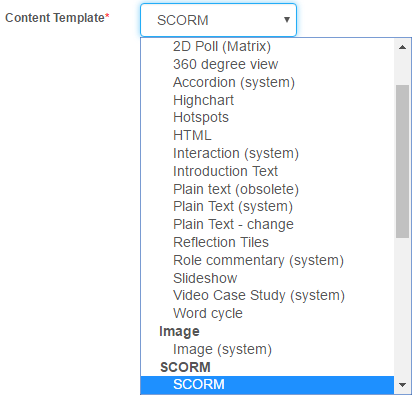 Content Template*
SCORM
2D Poll (Matrix)
360 degree view
Accordion (system)
Highchart
Hotspots
HTML
Interaction (system)
Introduction Text
Plain text (obsolete)
Plain Text (system)
Plain Text - change
Reflection Tiles
Role commentary (system)
Slideshow
Video Case Study (system)
Word cycle
Image
Image (system)
SCORM
SCORM